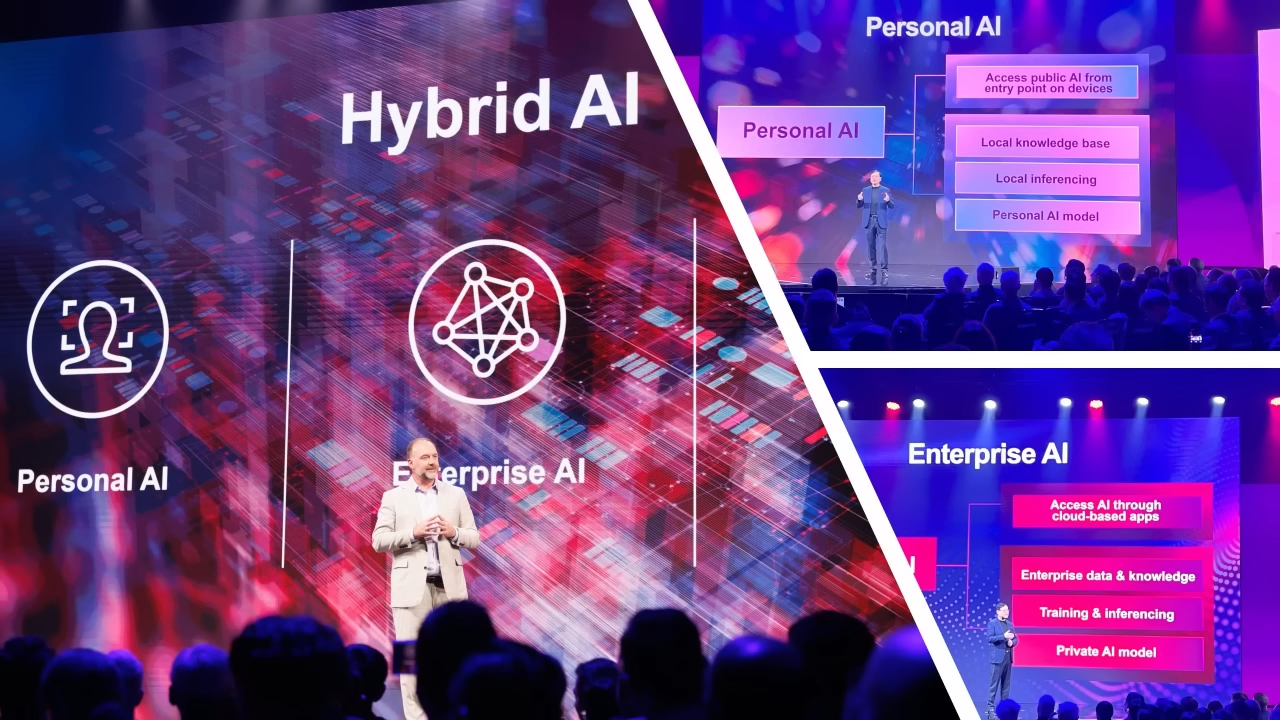 Hybrid AI
Personal AI
Enterprise AI
Personal AI
Personal AI
Access public AI from
entry point on devices
Local knowledge base
Local inferencing
Personal AI model
Enterprise AI
Access AI through
cloud-based apps
Enterprise data & knowledge
Training & inferencing
Private AI model